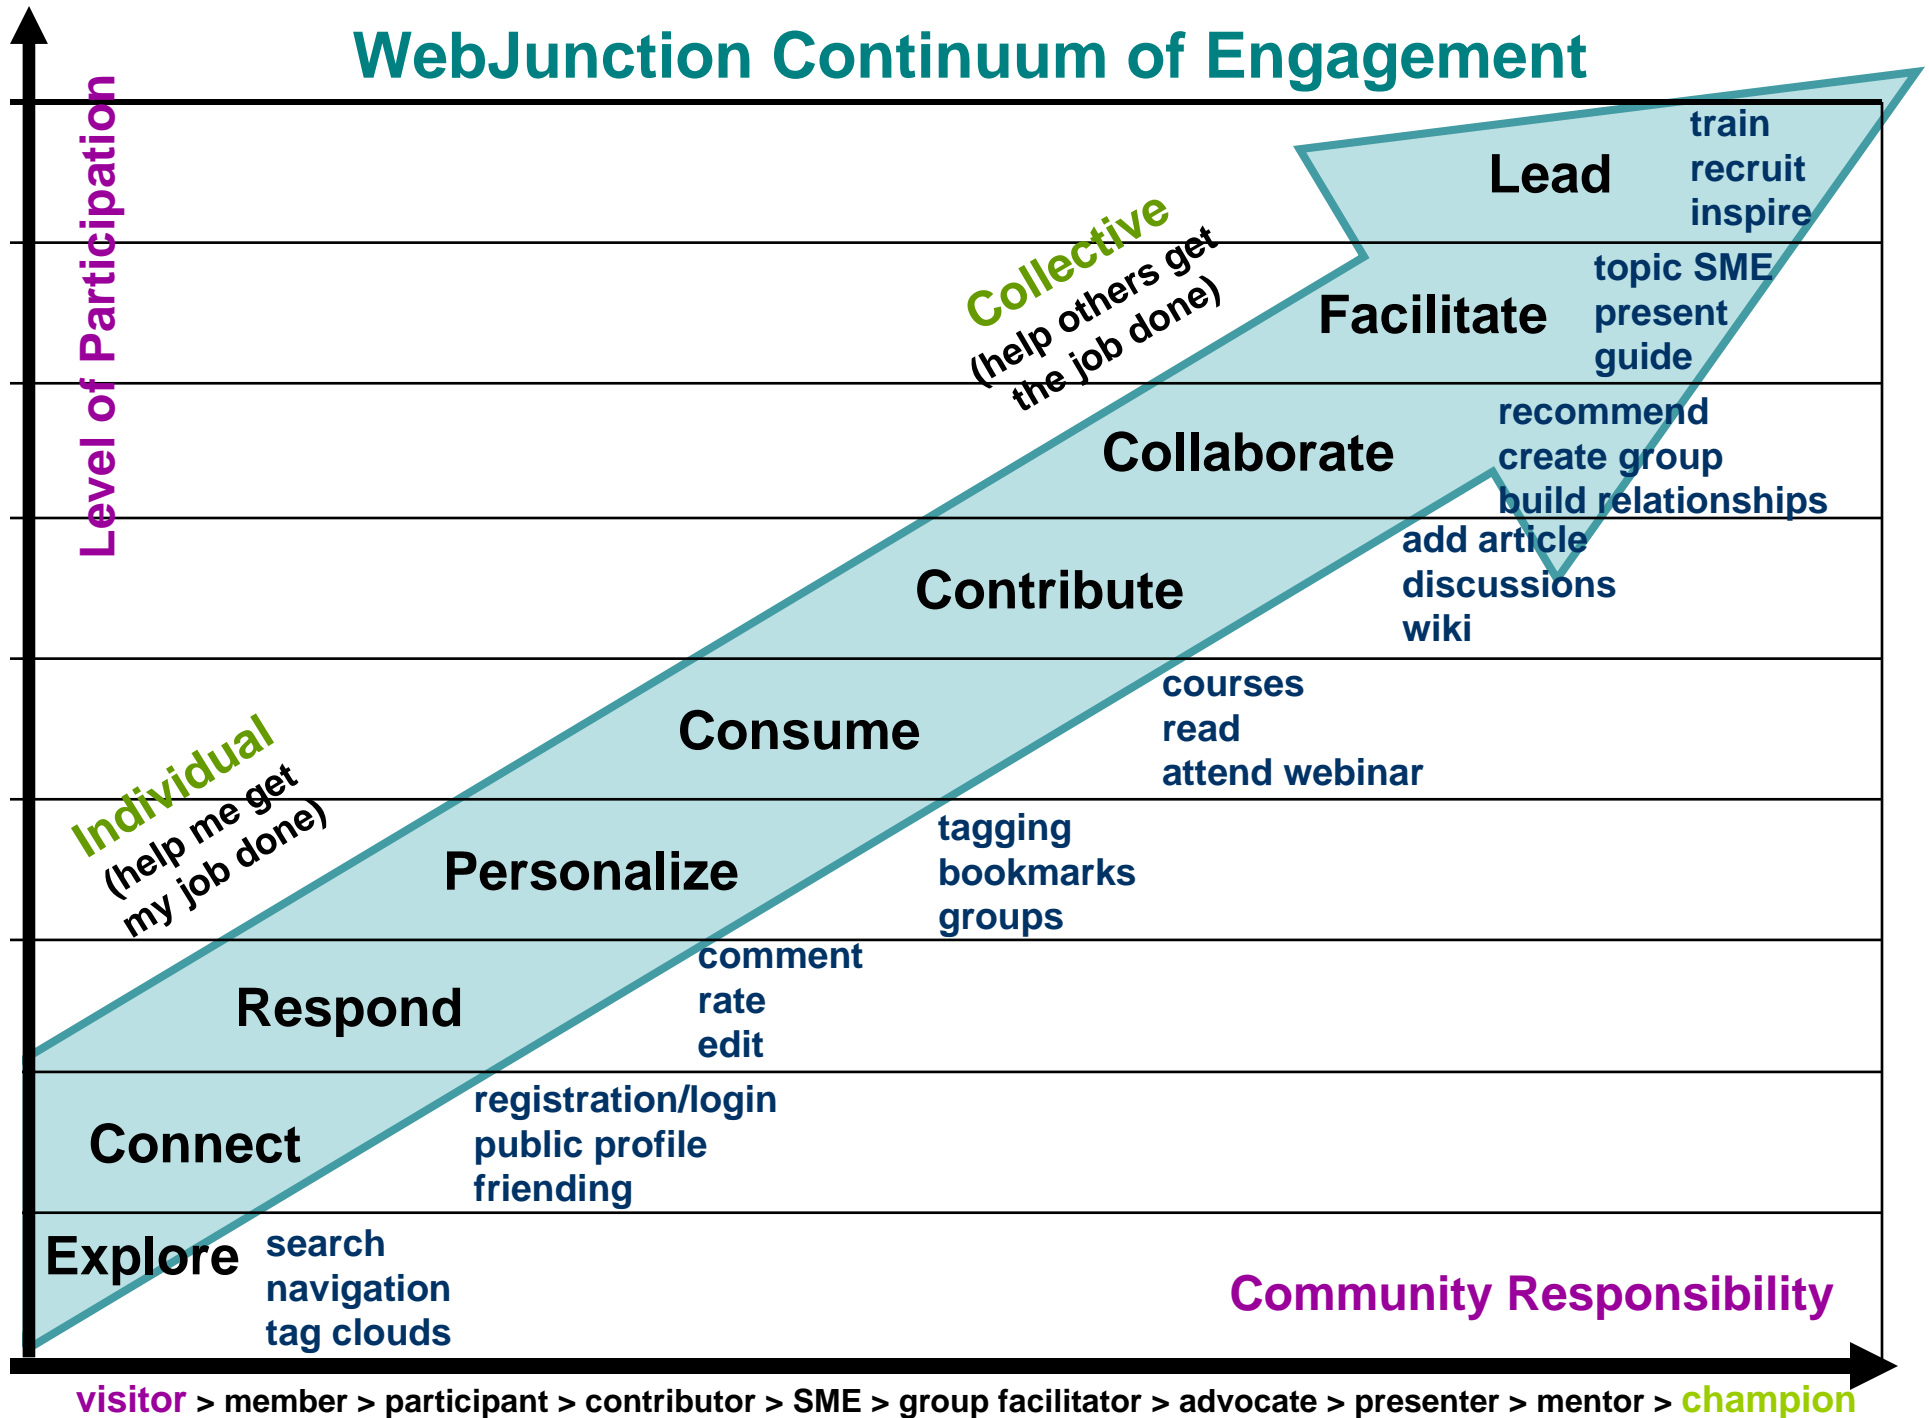 WebJunction Continuum of Engagement
Level of Participation
Lead
train
recruit
inspire
Collective
(help others get
the job done)
Facilitate
topic SME
present
guide
Collaborate
recommend
create group
build relationships
Contribute
add article
discussions
wiki
Consume
courses
read
attend webinar
Individual
(help me get
my job done)
Personalize
tagging
bookmarks
groups
Respond
comment
rate
edit
Connect
registration/login
public profile
friending
Explore
search
navigation
tag clouds
Community Responsibility
visitor > member > participant > contributor > SME > group facilitator > advocate > presenter > mentor > champion